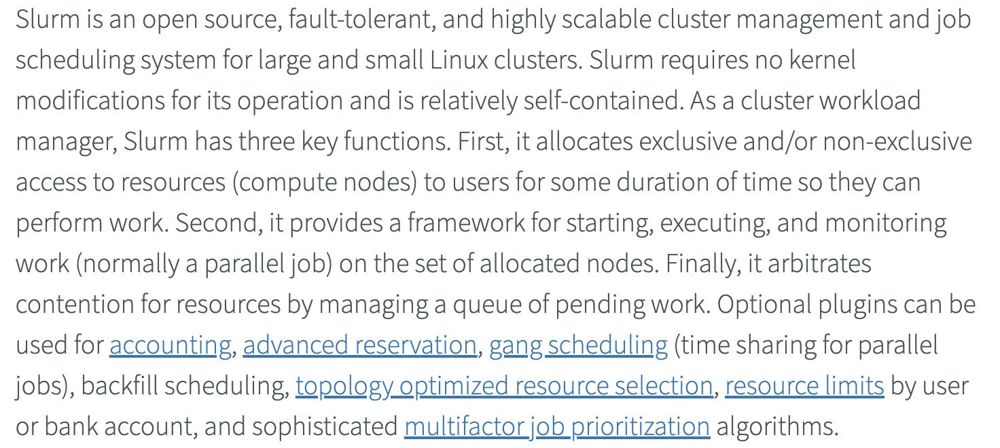 Slurm is an open source, fault-tolerant, and highly scalable cluster management and job
scheduling system for large and small Linux clusters. Slurm requires no kernel
modifications for its operation and is relatively self-contained. As a cluster workload
manager, Slurm has three key functions. First, it allocates exclusive and/or non-exclusive
access to resources (compute nodes) to users for some duration of time so they can
perform work. Second, it provides a framework for starting, executing, and monitoring
work (normally a parallel job) on the set of allocated nodes. Finally, it arbitrates
contention for resources by managing a queue of pending work. Optional plugins can be
used for accounting, advanced reservation, gang scheduling (time sharing for parallel
jobs), backfill scheduling, topology optimized resource selection, resource limits by user
or bank account, and sophisticated multifactor job prioritization algorithms.